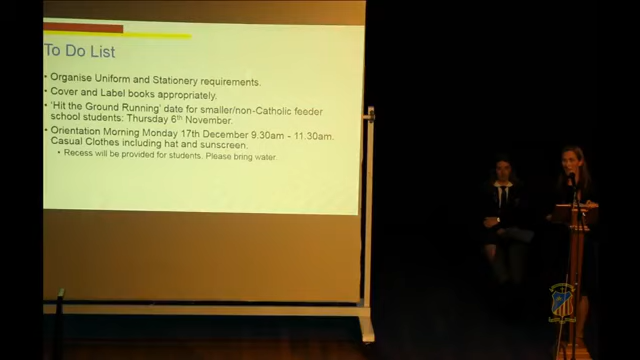 To Do List
• Organise Uniform and Stationery requirements.
• Cover and Label books appropriately.
• 'Hit the Ground Running' date for smaller/non-Catholic feeder
school students: Thursday 6th November.
• Orientation Morning Monday 17th December 9.30am - 11.30am.
Casual Clothes including hat and sunscreen.
• Recess will be provided for students. Please bring water.